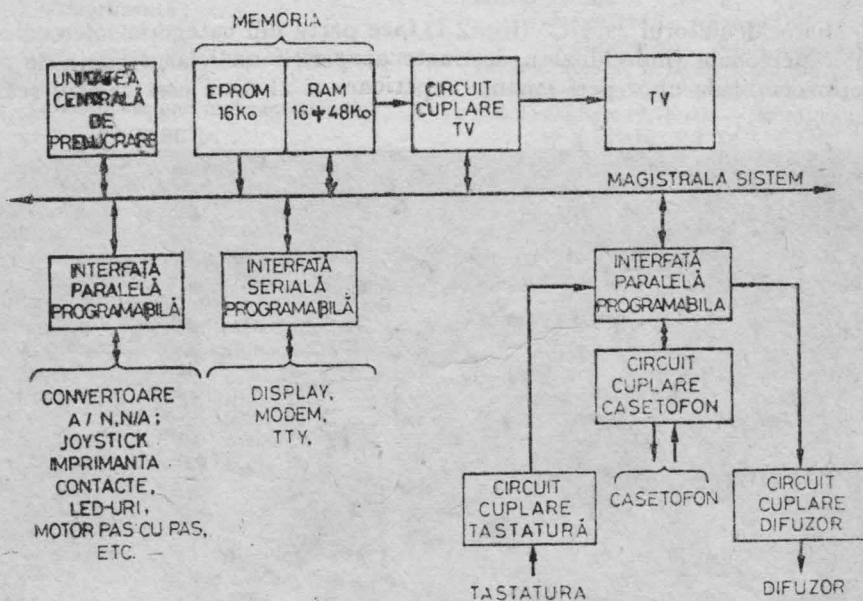 MEMORIA
UNITATEA
CENTRALĂ
DE
PRELUCRARE
EPROM
16Ko
RAM
16÷48Ko
CIRCUIT
CUPLARE
TV
TV
MAGISTRALA SISTEM
INTERFAȚĂ
PARALELĂ
PROGRAMABILĂ
INTERFAȚĂ
SERIALĂ
PROGRAMABILĂ
INTERFAȚĂ
PARALELĂ
PROGRAMABILA
CONVERTOARE
A / N,N/A;
JOYSTICK
IMPRIMANTA
CONTACTE,
LED-URI,
MOTOR PAS CU PAS,
ETC.
DISPLAY,
MODEM,
TTY,
CIRCUIT
CUPLARE
CASETOFON
CASETOFON
CIRCUIT
CUPLARE
TASTATURĂ
TASTATURA
CIRCUIT
CUPLARE
DIFUZOR
DIFUZOR